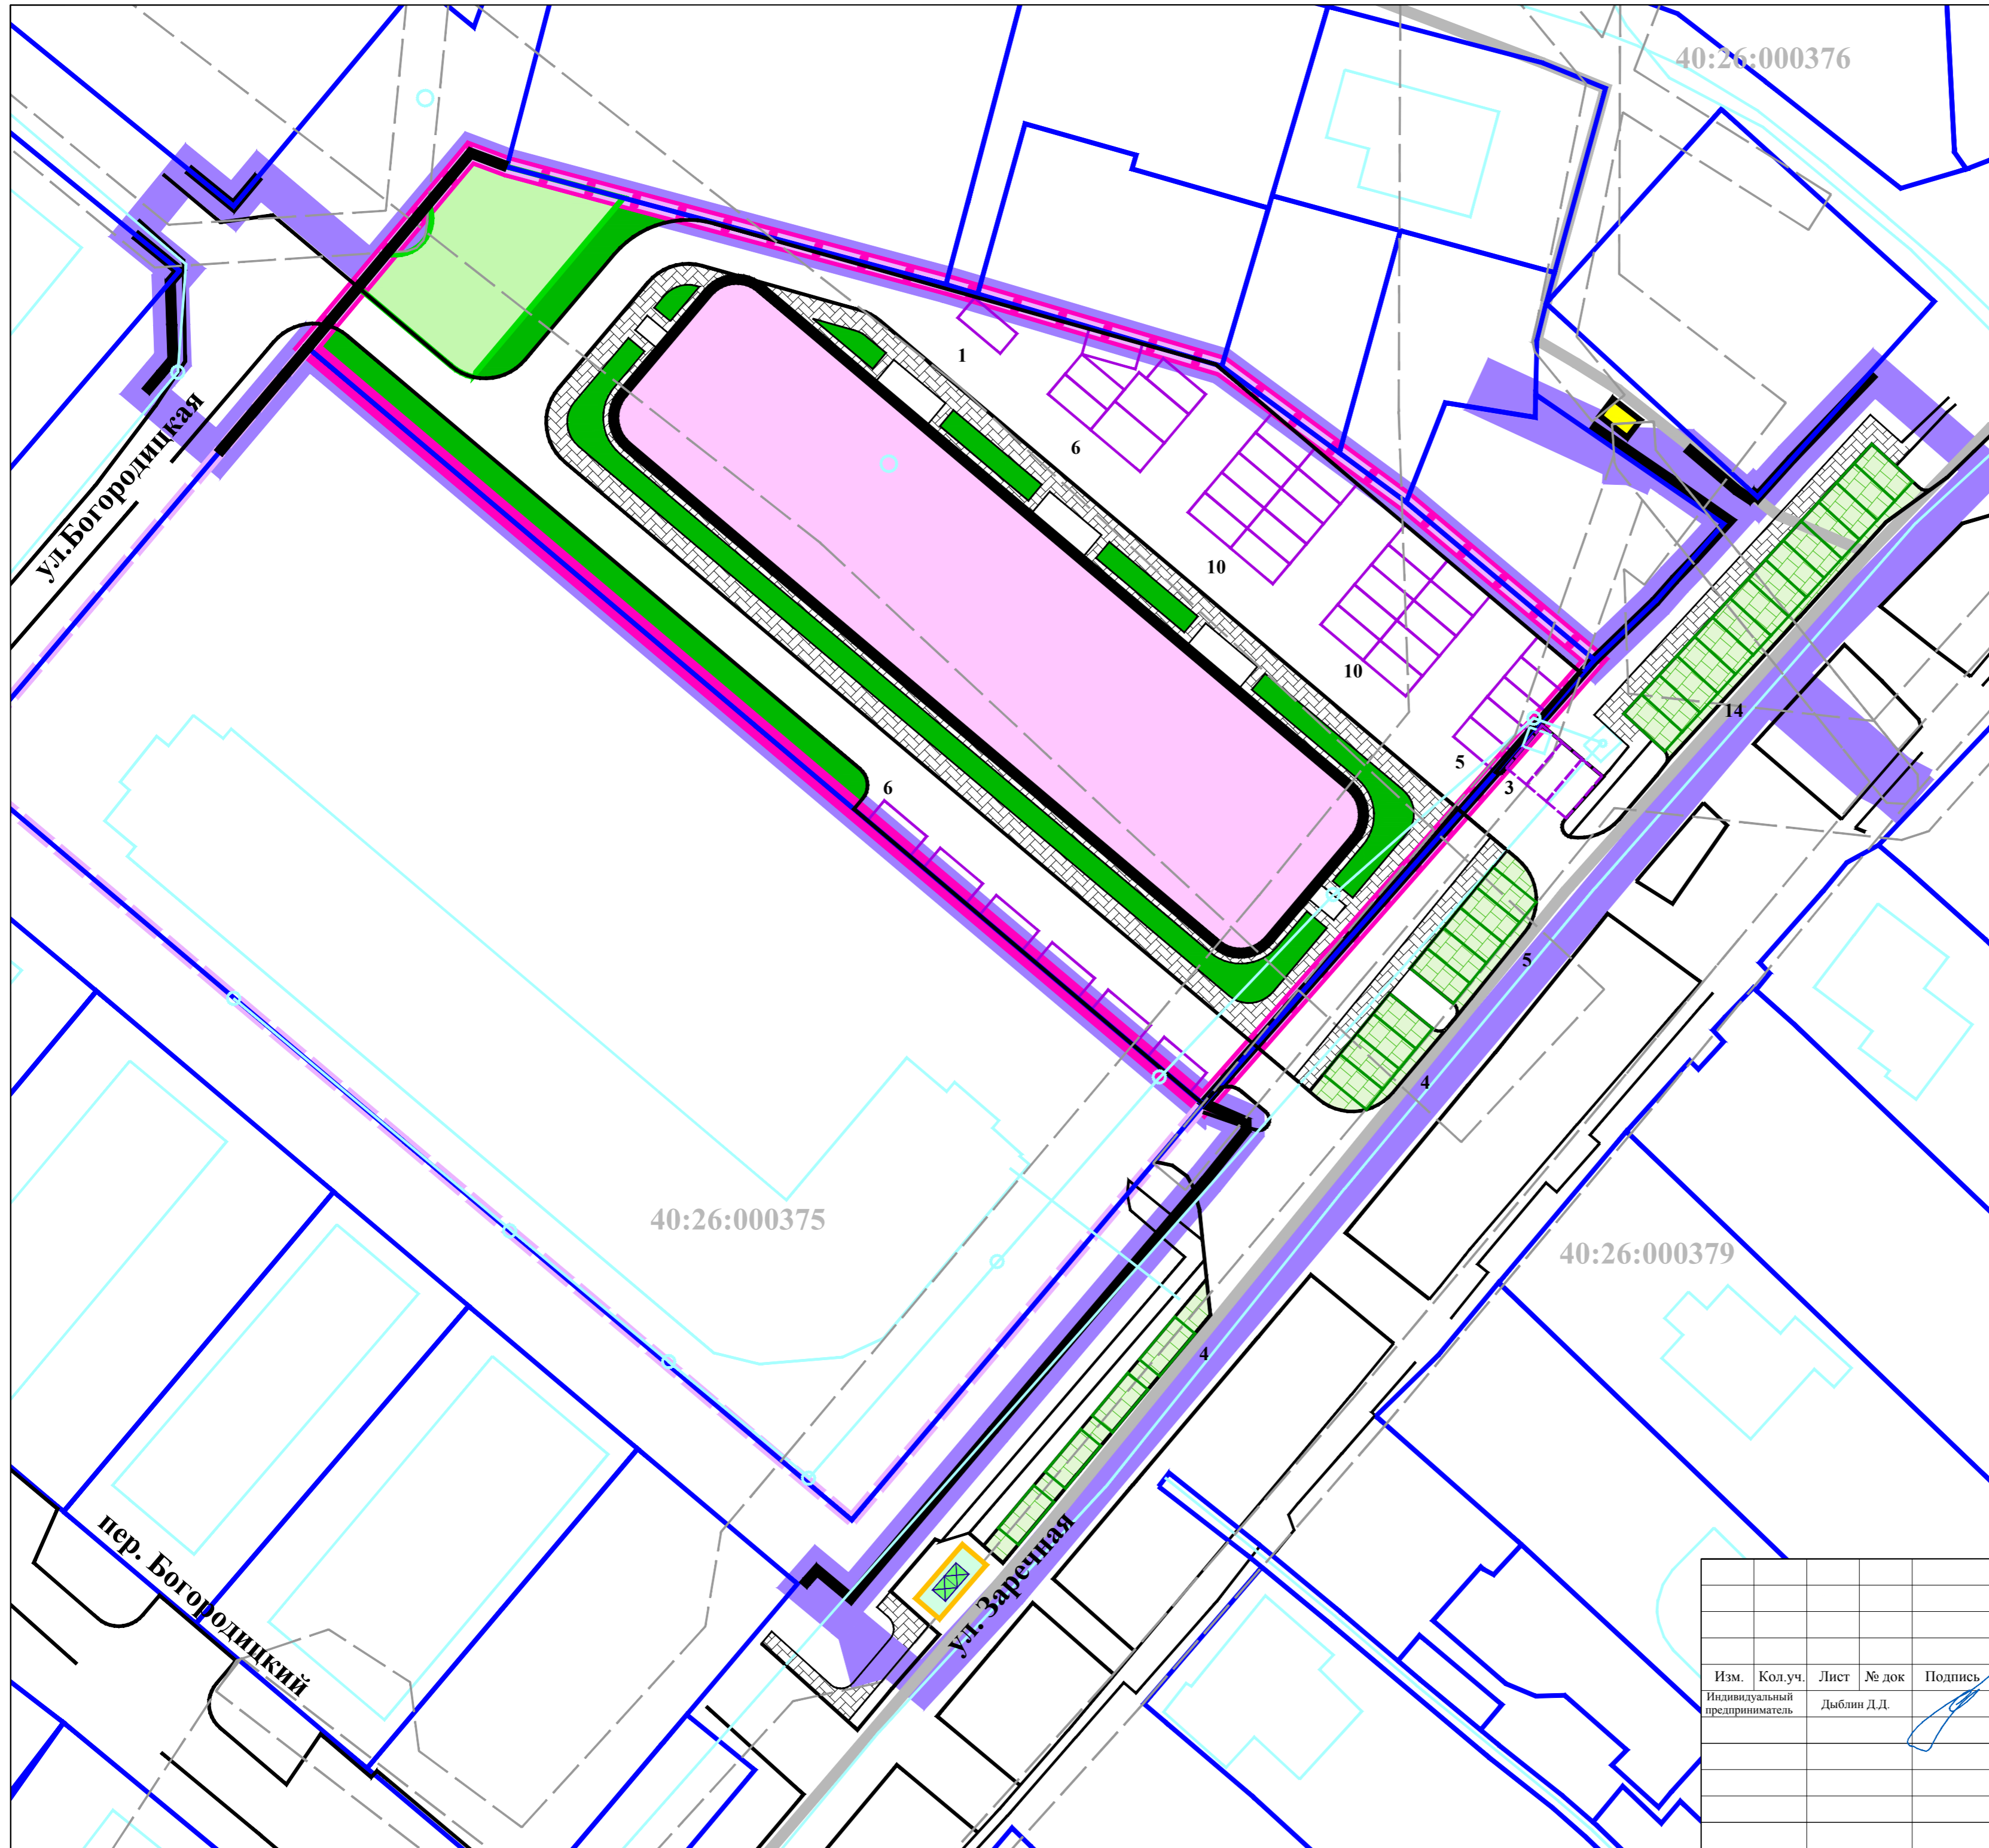 40:26:000376
ул.Богородицкая
1
6
10
10
14
5
3
6
5
4
40:26:000375
40:26:000379
4
пер. Богородицкий
ул. Заречная
Изм. Кол.уч. Лист № док Подпись
Индивидуальный предприниматель Дыблин Д.Д.